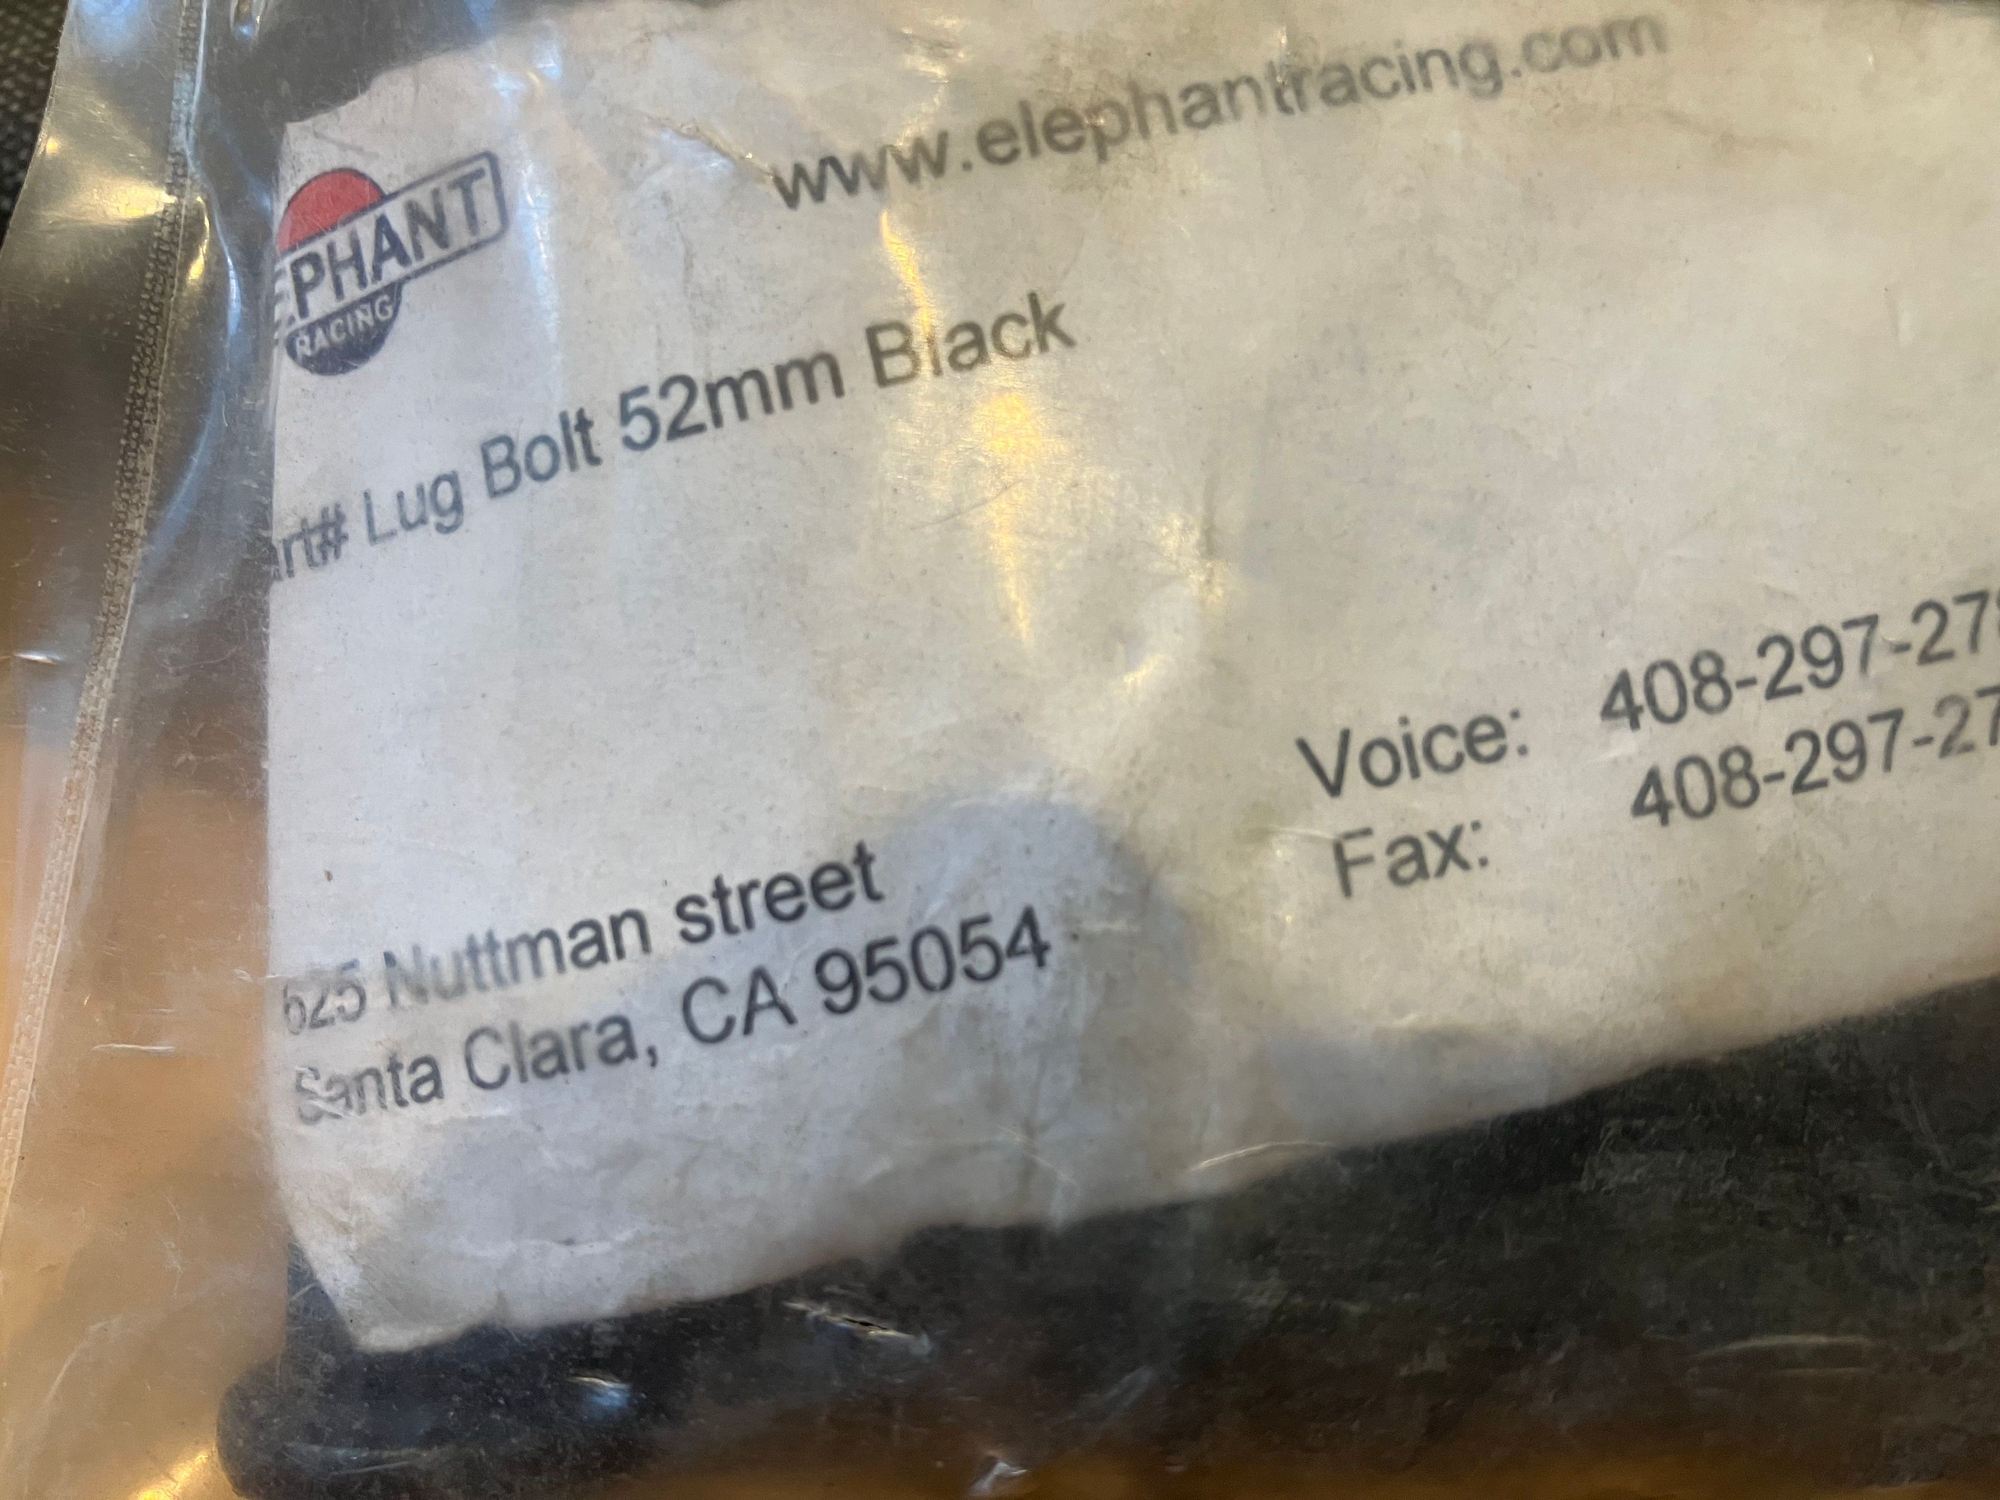 EPHANT
RACING
www.elephantracing.com
art# Lug Bolt 52mm Black
Voice: 408-297-27
Fax: 408-297-27
625 Nuttman street
Santa Clara, CA 95054